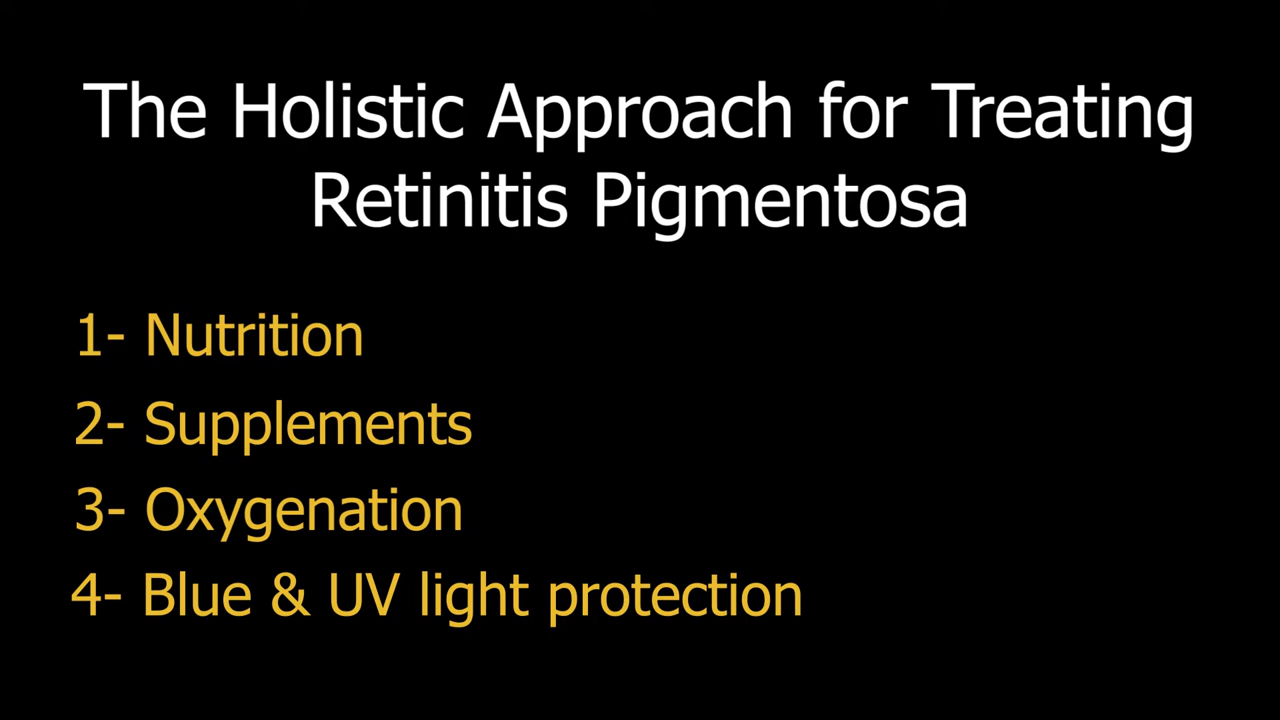 The Holistic Approach for Treating
Retinitis Pigmentosa
1- Nutrition
2- Supplements
3- Oxygenation
4- Blue & UV light protection